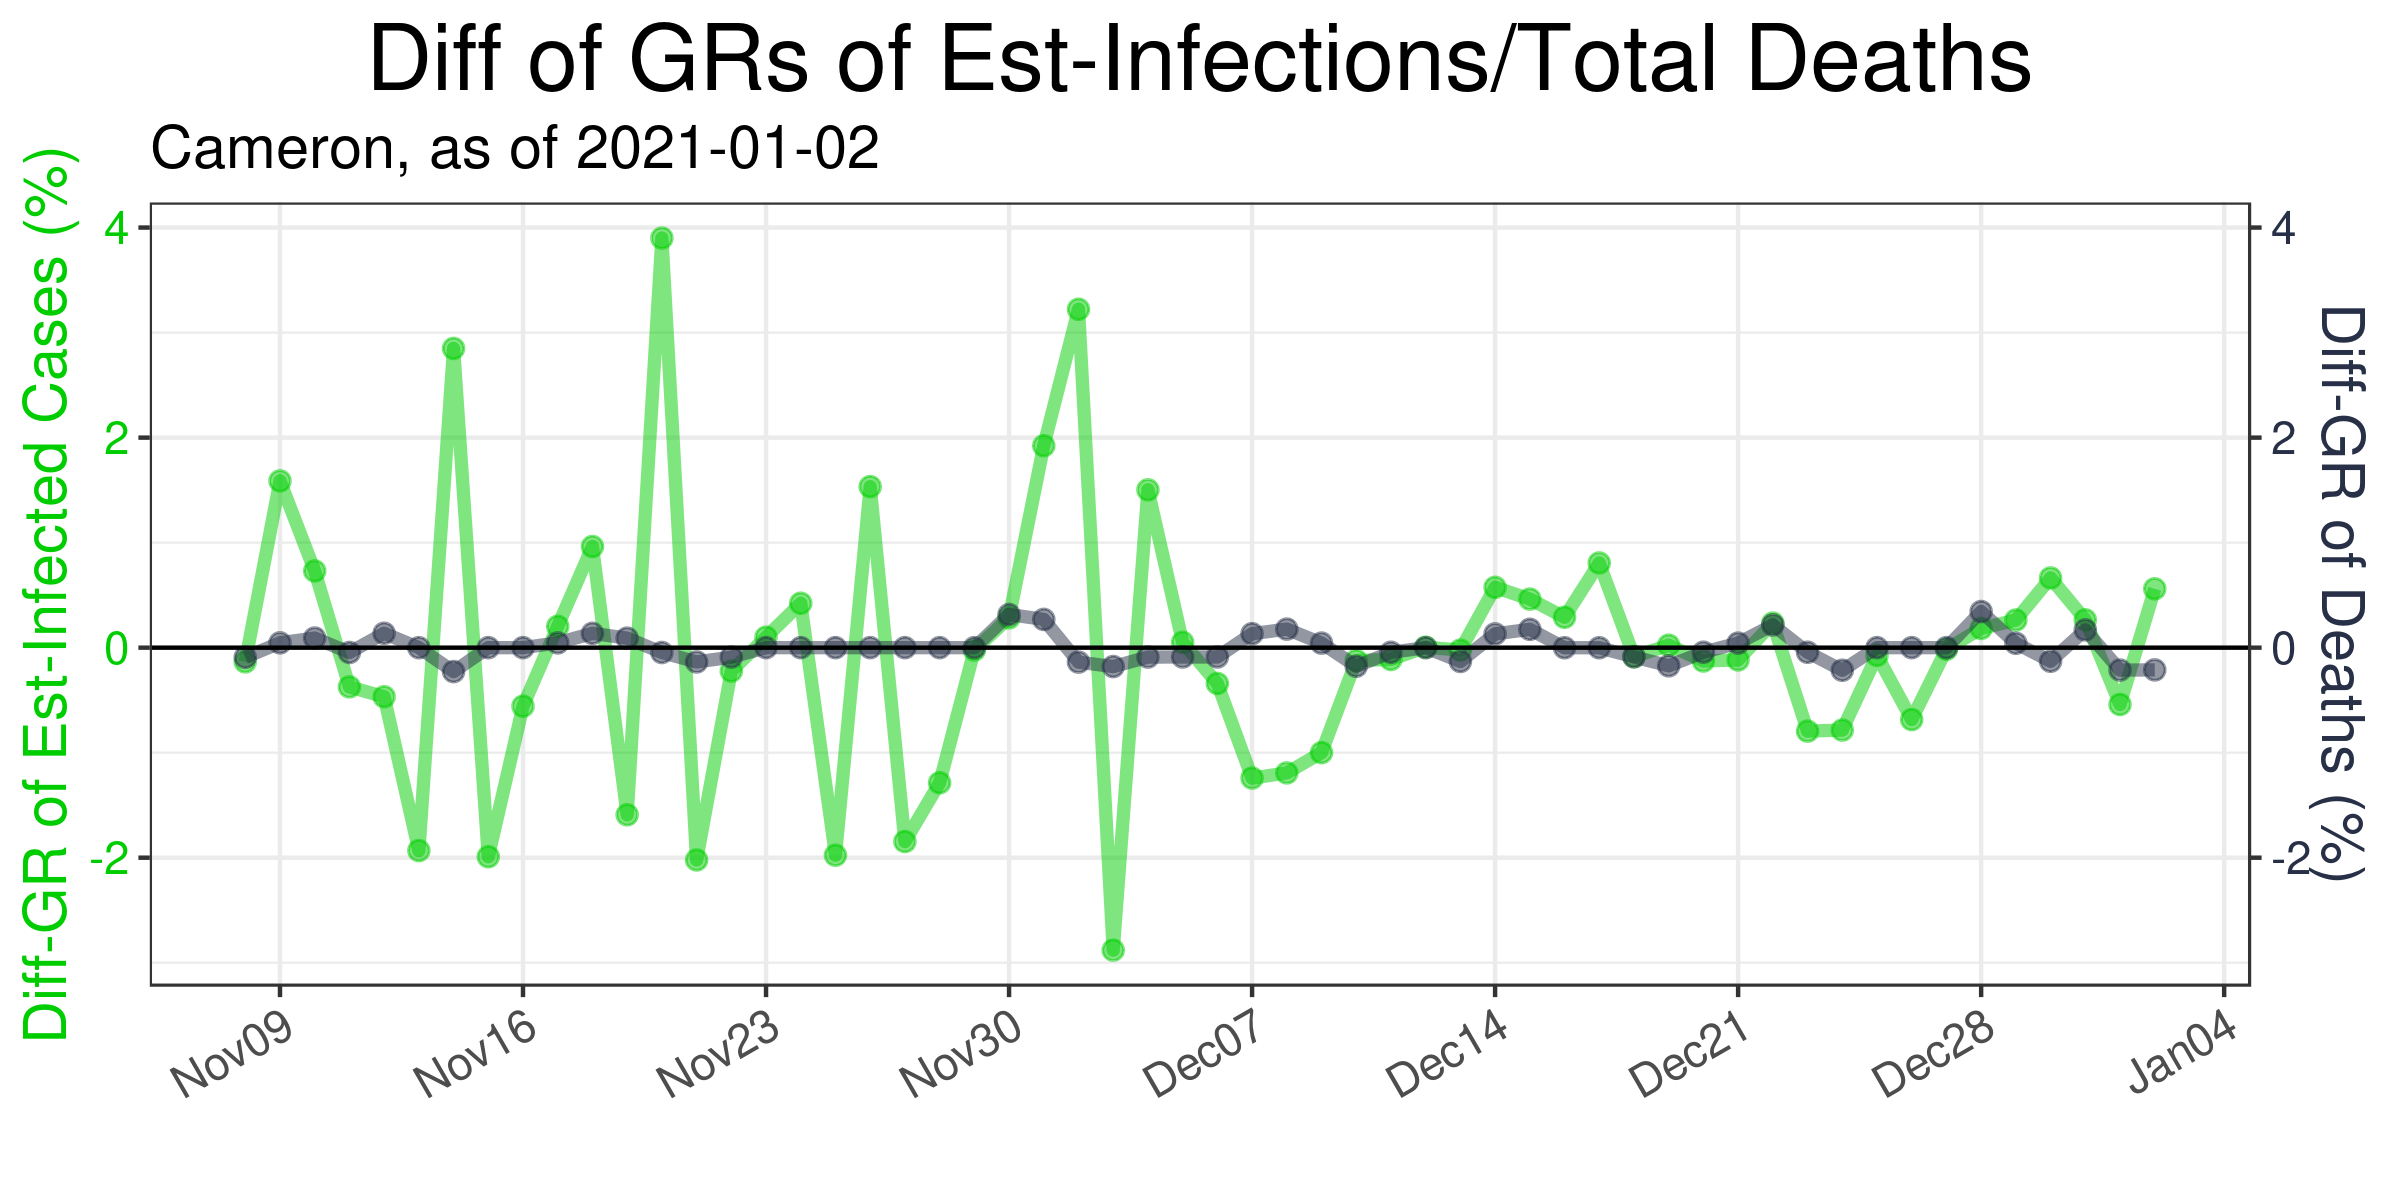 Diff of GRs of Est-Infections/Total Deaths
Cameron, as of 2021-01-02
Diff-GR of Est-Infected Cases (%)
4
2
0
-2
4
2
0
-2
Diff-GR of Deaths (%)
Nov09
Nov16
Nov23
Nov30
Dec07
Dec14
Dec21
Dec28
Jan04